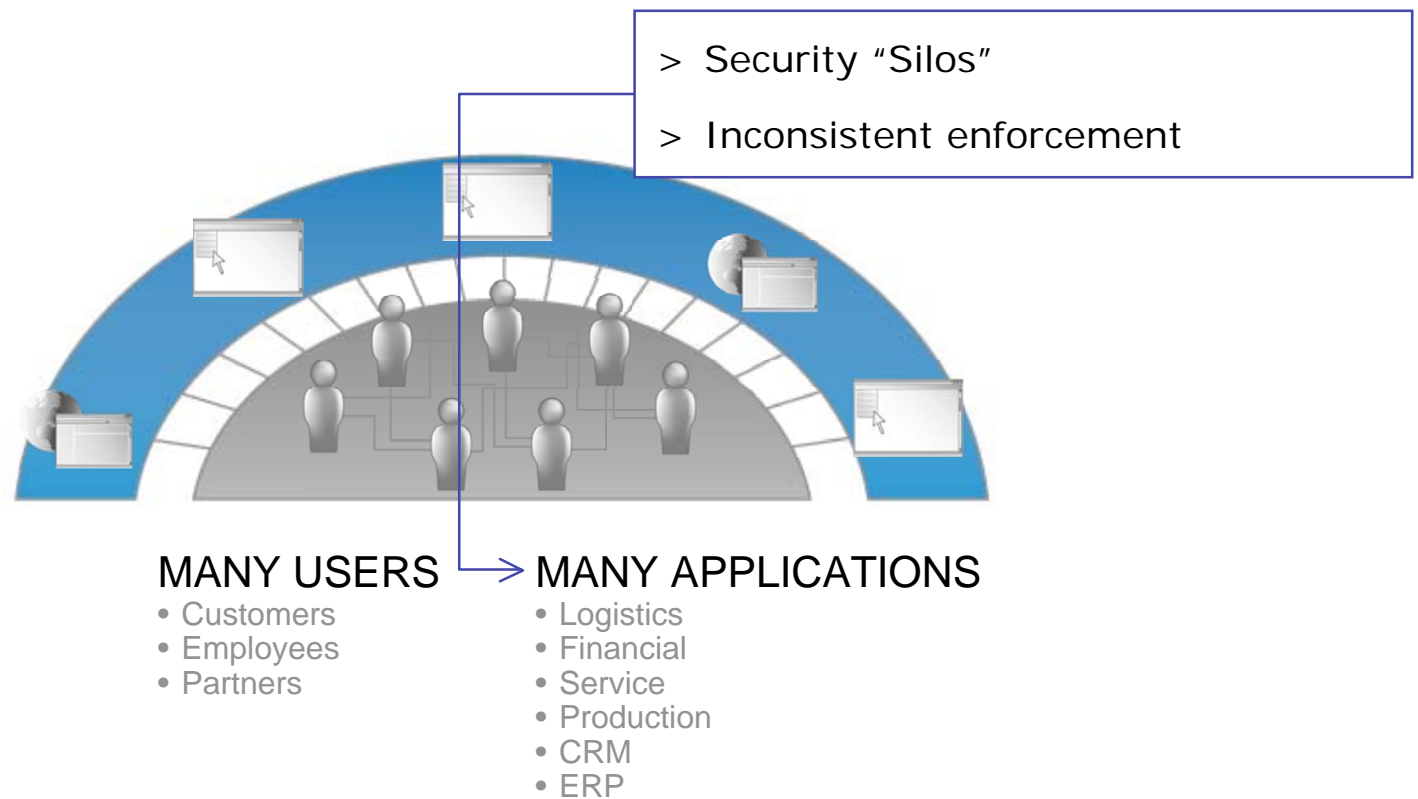 > Security “Silos”
> Inconsistent enforcement
MANY USERS
• Customers
• Employees
• Partners
MANY APPLICATIONS
• Logistics
• Financial
• Service
• Production
• CRM
• ERP